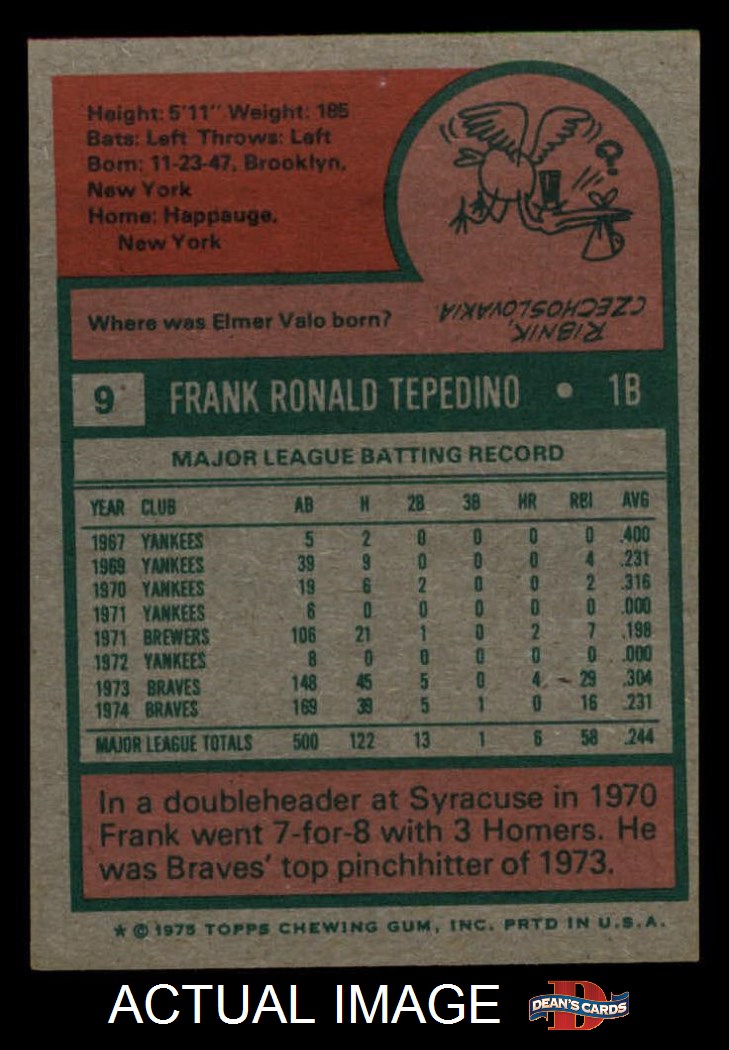 Height: 5'11" Weight: 185
Bats: Left Throws: Left
Born: 11-23-47, Brooklyn,
New York
Home: Happauge,
New York
Where was Elmer Valo born?
RIBNIK,
CZECHOSLOVAKIA.
9 FRANK RONALD TEPEDINO • 1B
MAJOR LEAGUE BATTING RECORD
YEAR CLUB AB H 2B 3B HR RBI AVG
1967 YANKEES 5 2 0 0 0 0 .400
1969 YANKEES 39 9 0 0 0 4 .231
1970 YANKEES 19 6 2 0 0 2 .316
1971 YANKEES 6 0 0 0 0 0 .000
1971 BREWERS 106 21 1 0 2 7 .198
1972 YANKEES 8 0 0 0 0 0 .000
1973 BRAVES 148 45 5 0 4 29 .304
1974 BRAVES 169 39 5 1 0 16 .231
MAJOR LEAGUE TOTALS 500 122 13 1 6 58 .244
In a doubleheader at Syracuse in 1970
Frank went 7-for-8 with 3 Homers. He
was Braves' top pinchhitter of 1973.
★ © 1975 TOPPS CHEWING GUM, INC. PRTD IN U.S.A.
ACTUAL IMAGE
D
DEAN'S CARDS